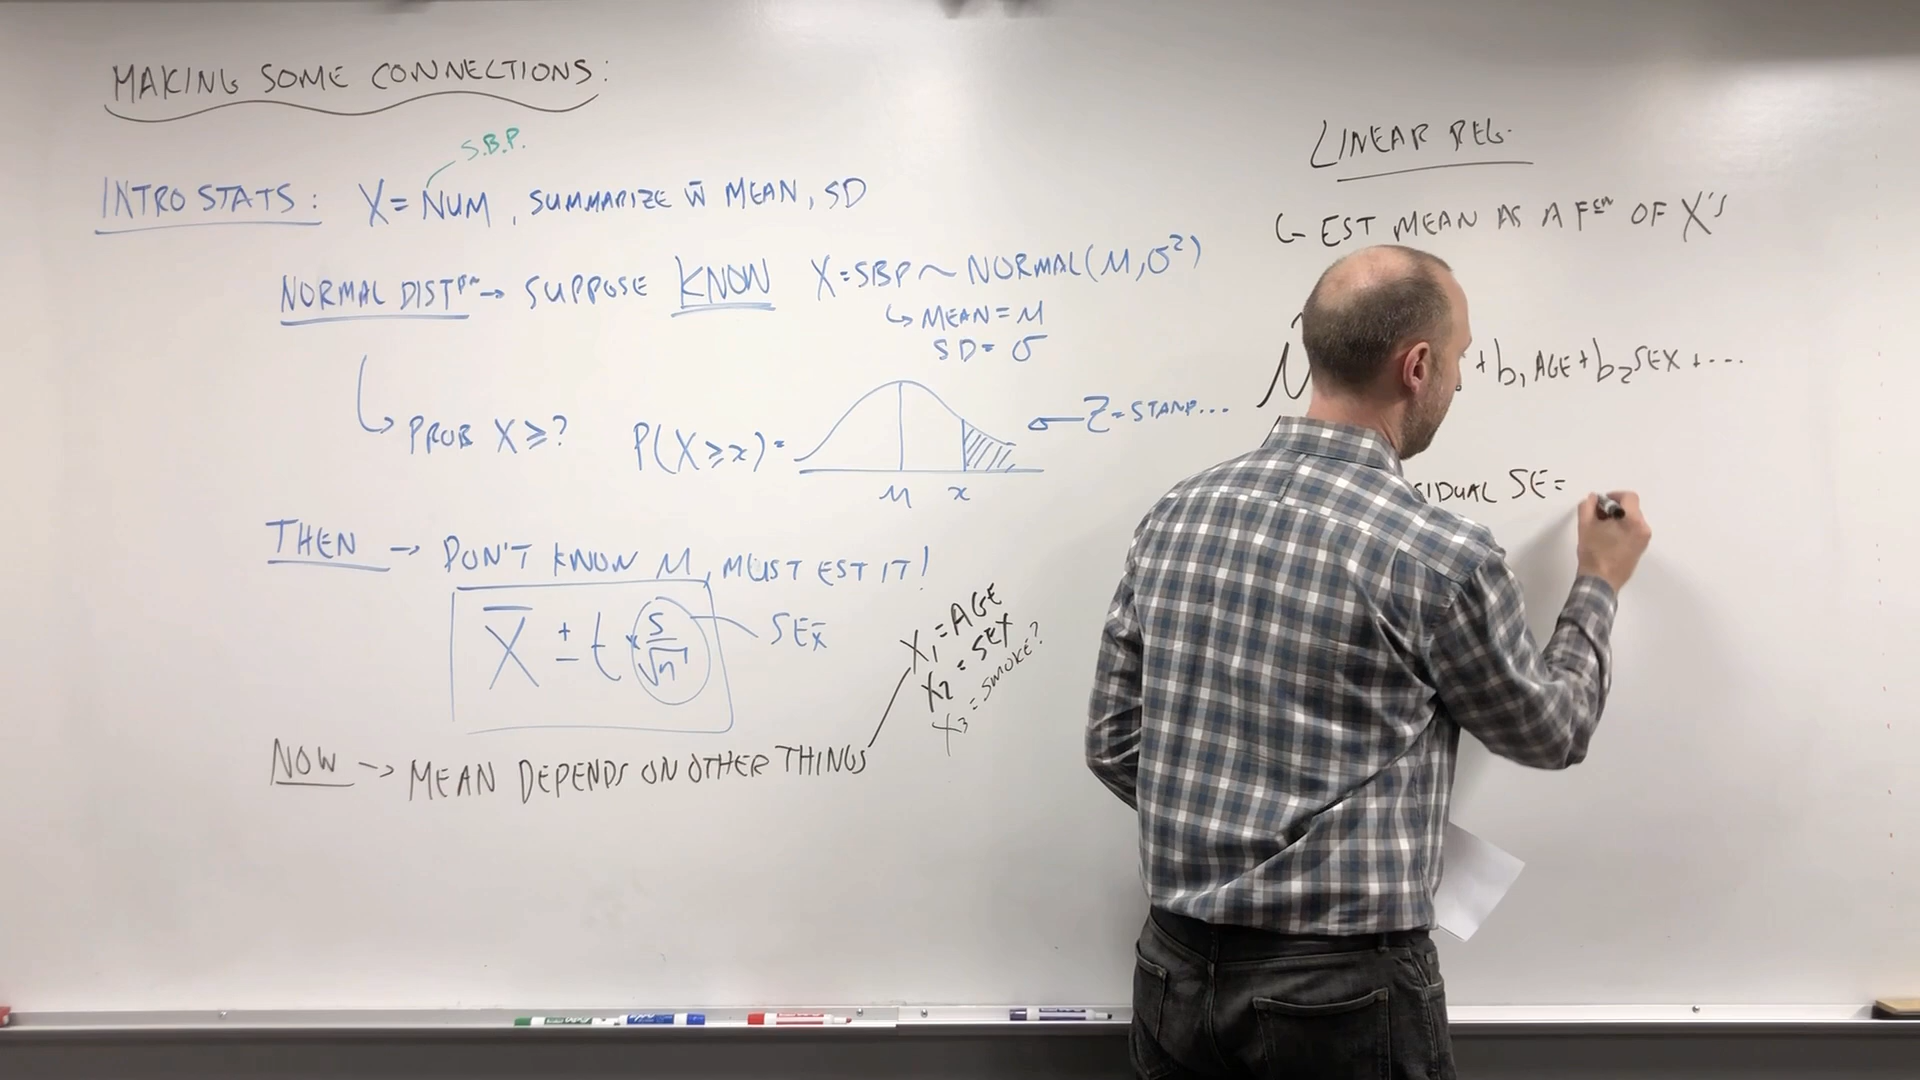 MAKING SOME CONNECTIONS:
S.B.P.
INTRO STATS: X = NUM, SUMMARIZE w̄ MEAN, SD
NORMAL DISTᴾⁿ → SUPPOSE KNOW X = SBP ~ NORMAL(μ, σ²)
↳ MEAN = μ
SD = σ
PROB X ≥ ? P(X ≥ x) =
Z = STAND...
μ x
THEN → DON'T KNOW μ, MUST EST IT!
X̄ ± t × s/√n SEx̄
X₁ = AGE
X₂ = SEX
X₃ = SMOKE?
NOW → MEAN DEPENDS ON OTHER THINGS
LINEAR REG.
↳ EST MEAN AS A Fᶜⁿ OF X'S
+ b₁ AGE + b₂ SEX + ....
SIDUAL SE =